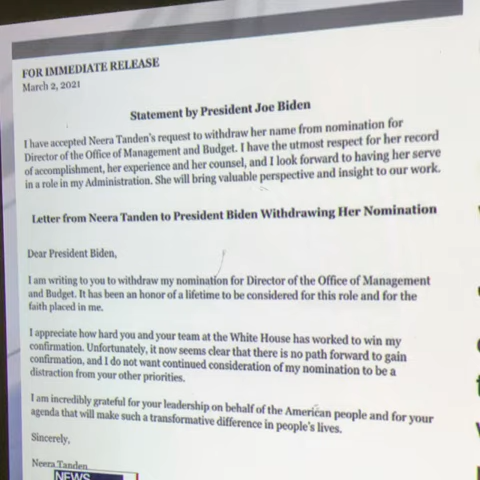 FOR IMMEDIATE RELEASE
March 2, 2021
Statement by President Joe Biden
I have accepted Neera Tanden's request to withdraw her name from nomination for
Director of the Office of Management and Budget. I have the utmost respect for her record
of accomplishment, her experience and her counsel, and I look forward to having her serve
in a role in my Administration. She will bring valuable perspective and insight to our work.
Letter from Neera Tanden to President Biden Withdrawing Her Nomination
Dear President Biden,
I am writing to you to withdraw my nomination for Director of the Office of Management
and Budget. It has been an honor of a lifetime to be considered for this role and for the
faith placed in me.
I appreciate how hard you and your team at the White House has worked to win my
confirmation. Unfortunately, it now seems clear that there is no path forward to gain
confirmation, and I do not want continued consideration of my nomination to be a
distraction from your other priorities.
I am incredibly grateful for your leadership on behalf of the American people and for your
agenda that will make such a transformative difference in people's lives.
Sincerely,
Neera Tanden
NEWS